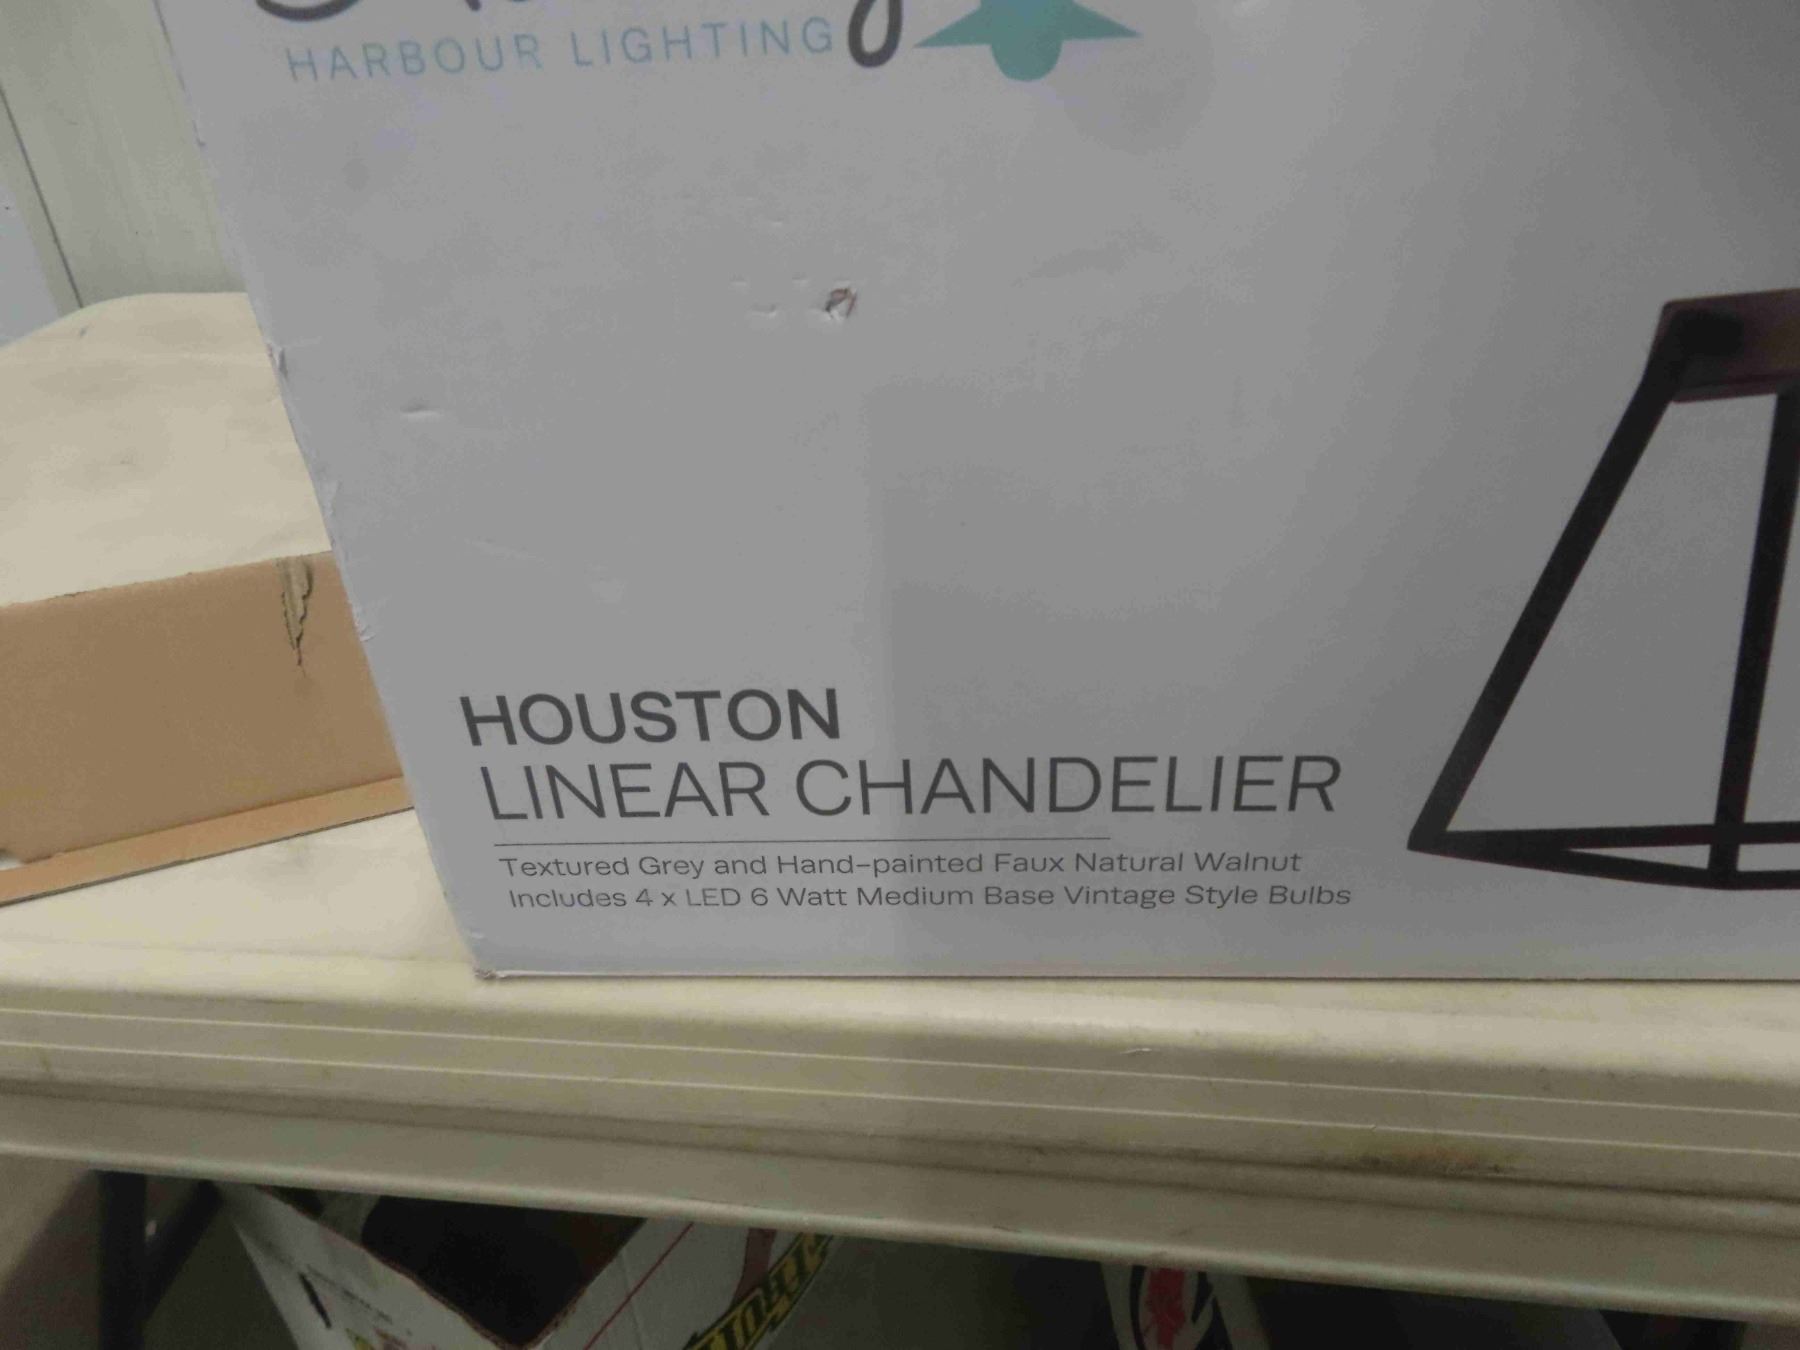 HARBOUR LIGHTING
HOUSTON
LINEAR CHANDELIER
Textured Grey and Hand-painted Faux Natural Walnut
Includes 4 x LED 6 Watt Medium Base Vintage Style Bulbs